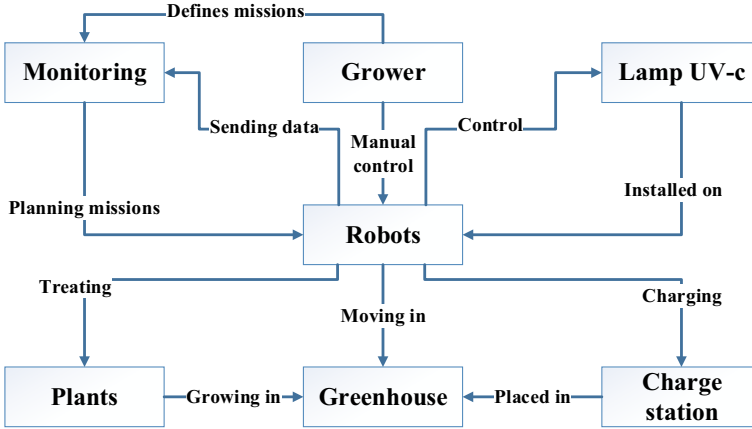 Defines missions
Monitoring
Grower
Lamp UV-c
Sending data
Manual
control
Control
Planning missions
Installed on
Robots
Treating
Moving in
Charging
Plants
Growing in
Greenhouse
Placed in
Charge
station